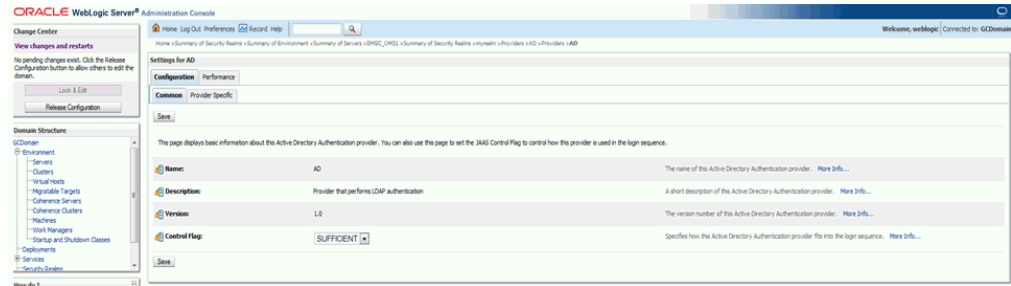 ORACLE WebLogic Server® Administration Console
Change Center
View changes and restarts
No pending changes exist. Click the Release
Configuration button to allow others to edit the
domain.
Lock & Edit
Release Configuration
Domain Structure
GCDomain
Environment
Servers
Clusters
Virtual Hosts
Migratable Targets
Coherence Servers
Coherence Clusters
Machines
Work Managers
Startup and Shutdown Classes
Deployments
Services
Security Realms
How do I
Home Log Out Preferences Record Help
Welcome, weblogic Connected to: GCDomain
Home >Summary of Security Realms >Summary of Environment >Summary of Servers >EMGC_OMS1 >Summary of Security Realms >myrealm >Providers >AD >Providers >AD
Settings for AD
Configuration Performance
Common Provider Specific
Save
This page displays basic information about this Active Directory Authentication provider. You can also use this page to set the JAAS Control Flag to control how this provider is used in the login sequence.
Name: AD The name of this Active Directory Authentication provider. More Info...
Description: Provider that performs LDAP authentication A short description of this Active Directory Authentication provider. More Info...
Version: 1.0 The version number of this Active Directory Authentication provider. More Info...
Control Flag: SUFFICIENT Specifies how this Active Directory Authentication provider fits into the login sequence. More Info...
Save